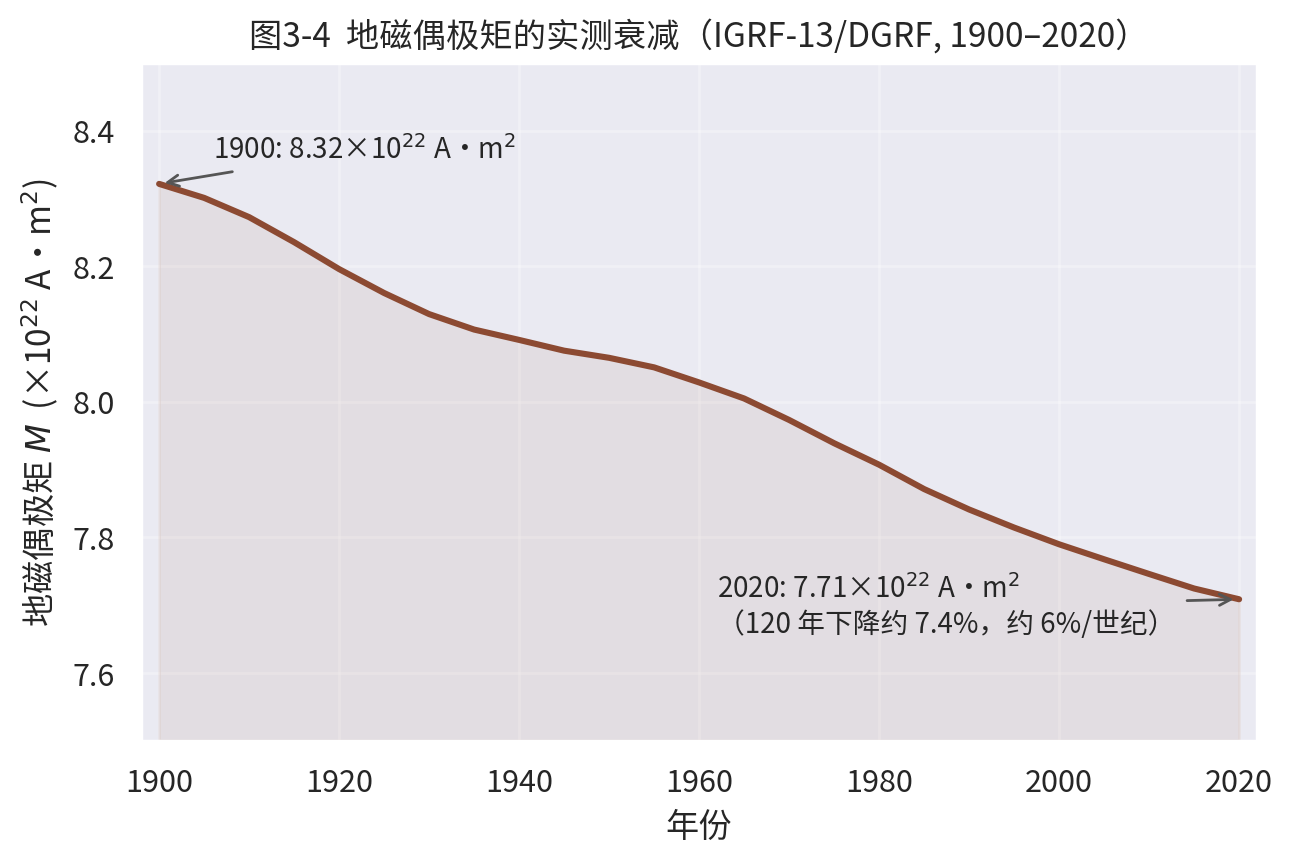 图3-4 地磁偶极矩的实测衰减（IGRF-13/DGRF, 1900–2020）
地磁偶极矩 M (×10²² A·m²)
8.4
8.2
8.0
7.8
7.6
1900: 8.32×10²² A·m²
2020: 7.71×10²² A·m²
（120 年下降约 7.4%，约 6%/世纪）
1900 1920 1940 1960 1980 2000 2020
年份